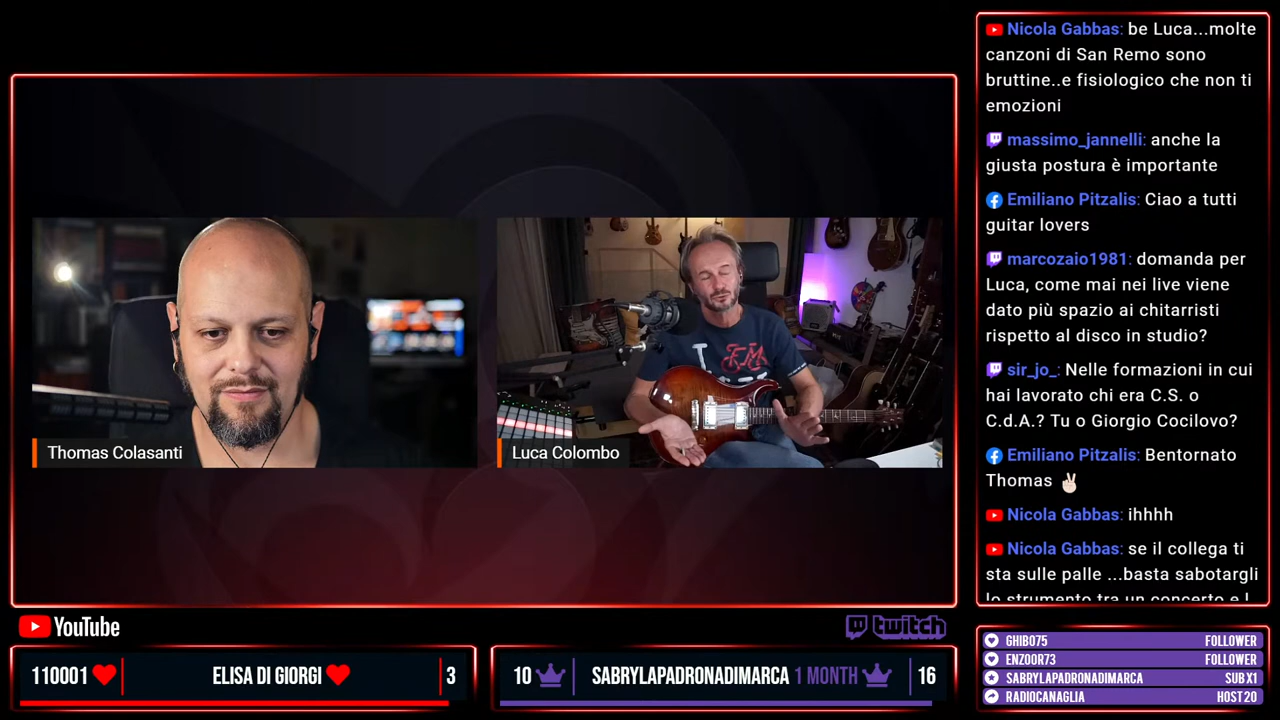 Nicola Gabbas: be Luca...molte
canzoni di San Remo sono
bruttine..e fisiologico che non ti
emozioni
massimo_jannelli: anche la
giusta postura è importante
Emiliano Pitzalis: Ciao a tutti
guitar lovers
marcozaio1981: domanda per
Luca, come mai nei live viene
dato più spazio ai chitarristi
rispetto al disco in studio?
sir_jo_: Nelle formazioni in cui
hai lavorato chi era C.S. o
C.d.A.? Tu o Giorgio Cocilovo?
Emiliano Pitzalis: Bentornato
Thomas ✌🏻
Nicola Gabbas: ihhhh
Nicola Gabbas: se il collega ti
sta sulle palle ...basta sabotargli
lo strumento tra un concerto e l
Thomas Colasanti
Luca Colombo
YouTube
twitch
110001 ELISA DI GIORGI 3
10 SABRYLAPADRONADIMARCA 1 MONTH 16
GHIBO75 FOLLOWER
ENZOOR73 FOLLOWER
SABRYLAPADRONADIMARCA SUB X1
RADIOCANAGLIA HOST 20